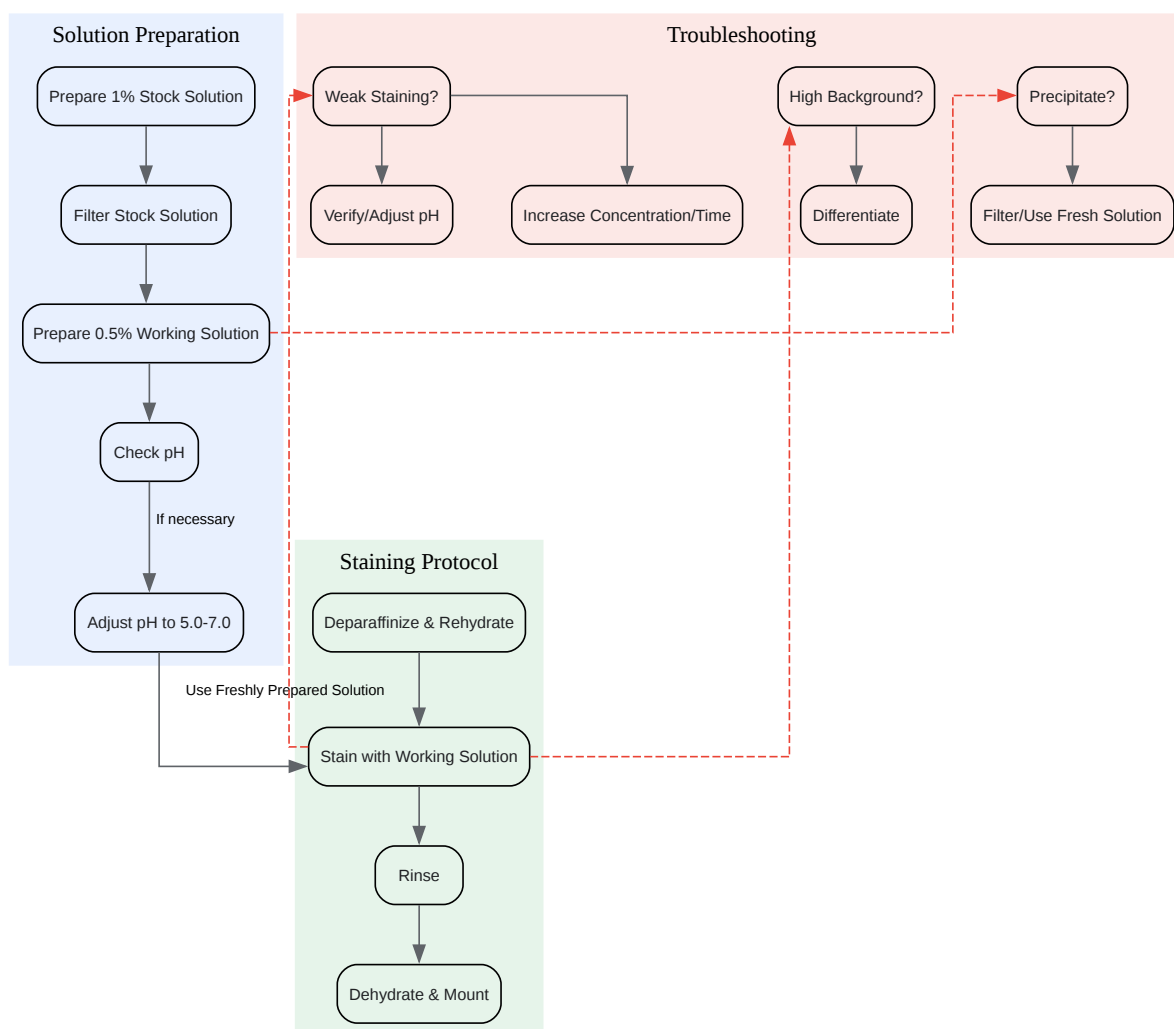 Solution Preparation
Prepare 1% Stock Solution
Filter Stock Solution
Prepare 0.5% Working Solution
Check pH
If necessary
Adjust pH to 5.0-7.0
Use Freshly Prepared Solution
Troubleshooting
Weak Staining?
High Background?
Precipitate?
Verify/Adjust pH
Increase Concentration/Time
Differentiate
Filter/Use Fresh Solution
Staining Protocol
Deparaffinize & Rehydrate
Stain with Working Solution
Rinse
Dehydrate & Mount